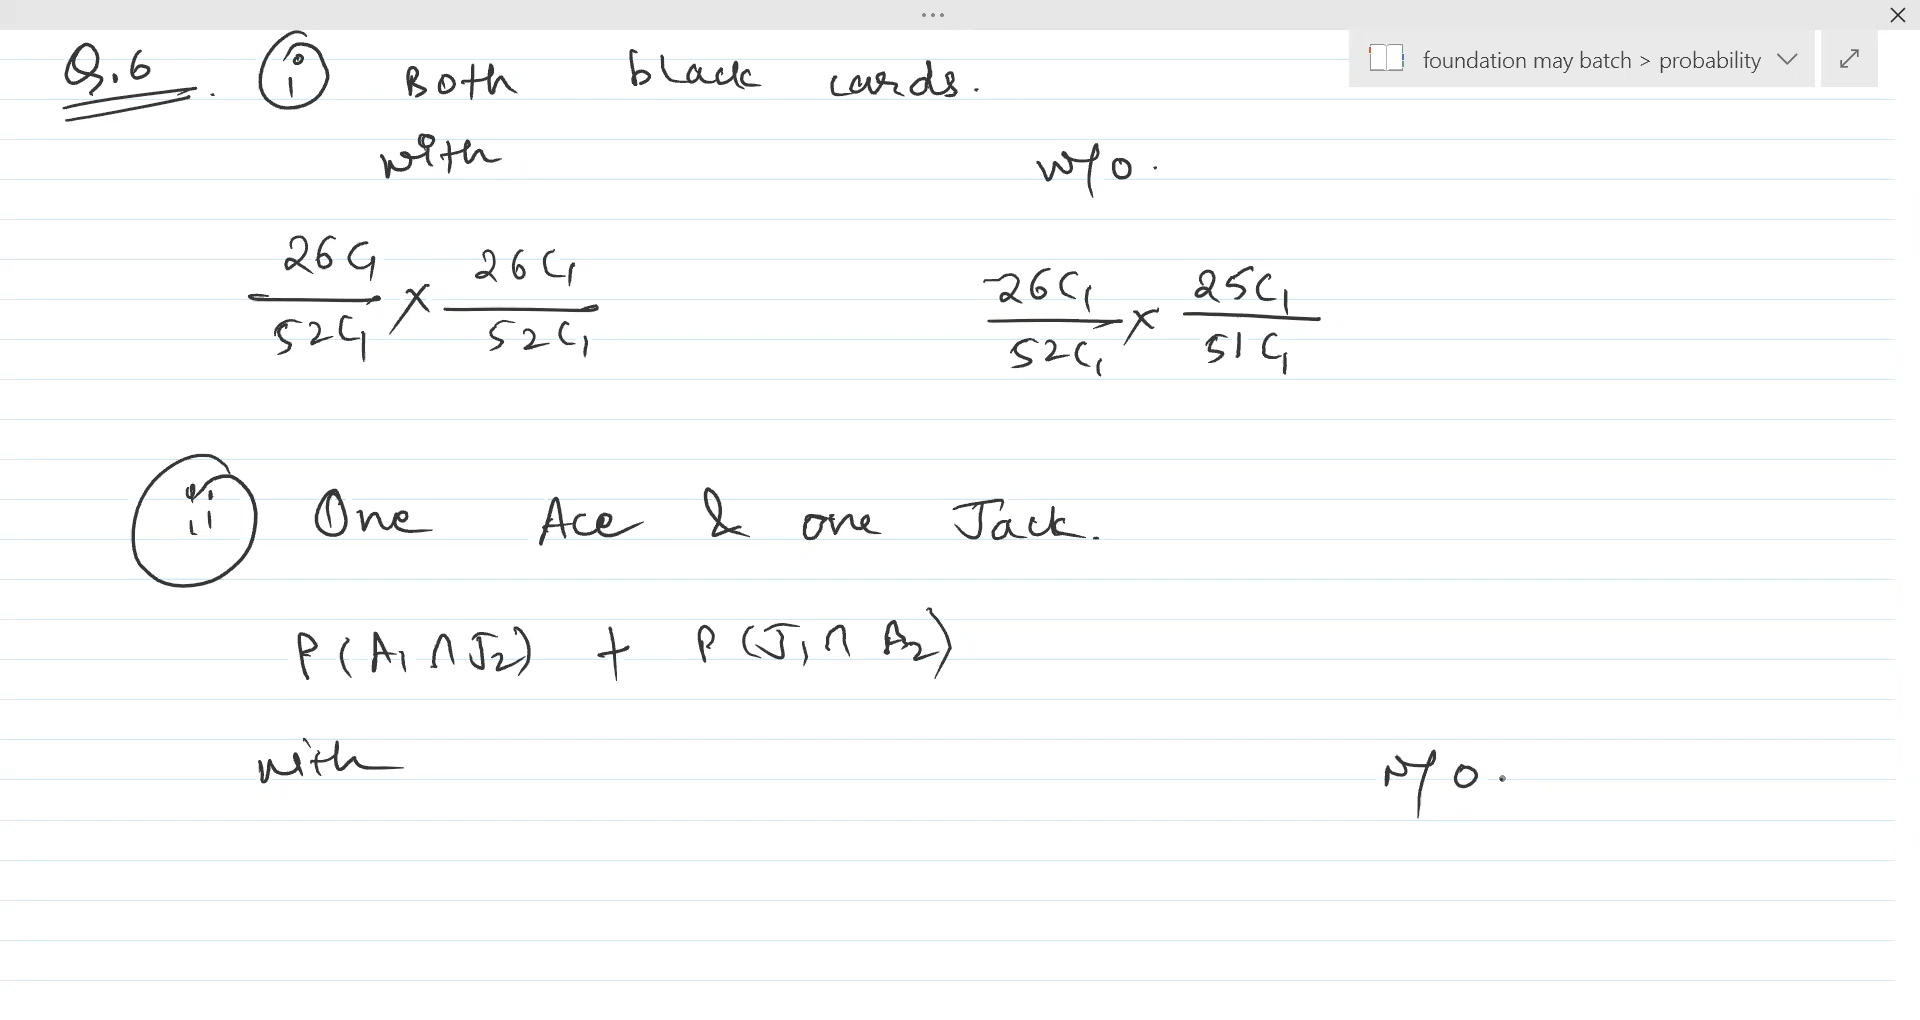 foundation may batch > probability
Q.6. (i) Both black cards.
with w/o.
26C₁/52C₁ × 26C₁/52C₁ 26C₁/52C₁ × 25C₁/51C₁
(ii) One Ace & one Jack.
P(A₁∩J₂) + P(J₁∩A₂)
with w/o.